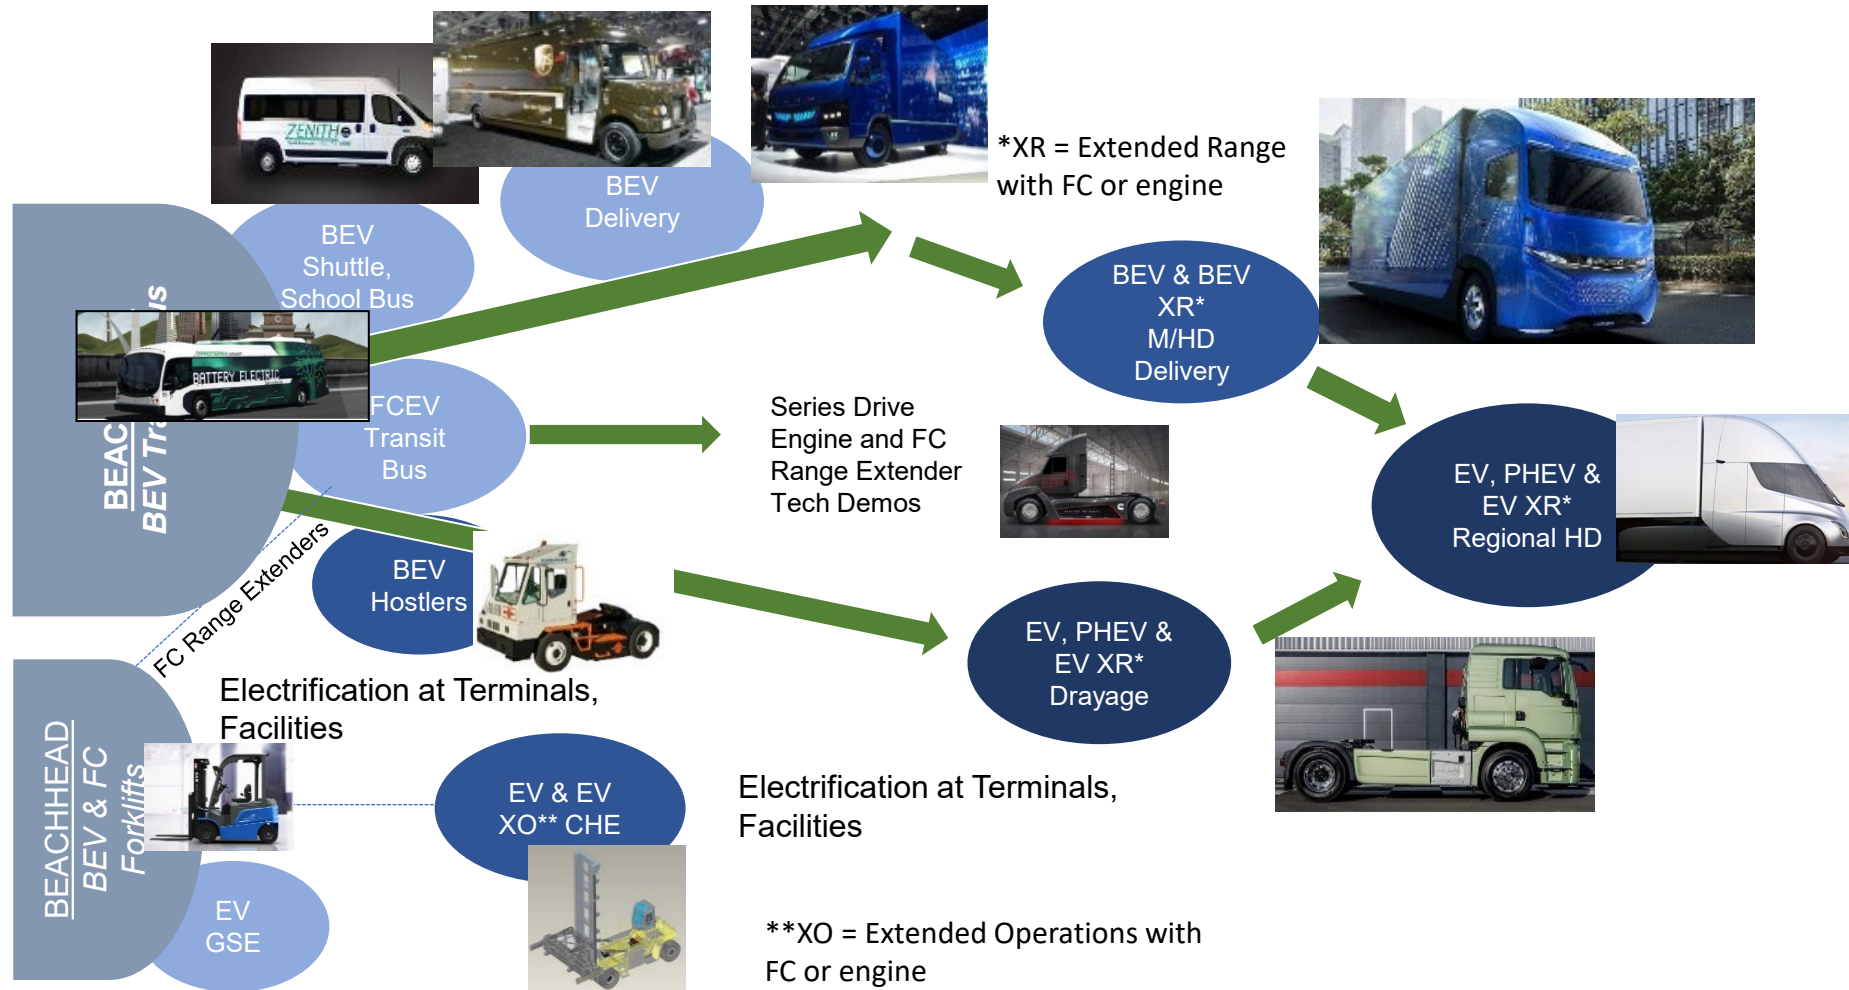 ZENITH
BEV
Delivery
*XR = Extended Range
with FC or engine
BEV
Shuttle,
School Bus
BEV & BEV
XR*
M/HD
Delivery
BATTERY ELECTRIC
FCEV
Transit
Bus
Series Drive
Engine and FC
Range Extender
Tech Demos
EV, PHEV &
EV XR*
Regional HD
FC Range Extenders
BEV
Hostlers
EV, PHEV &
EV XR*
Drayage
Electrification at Terminals,
Facilities
BEACHHEAD
BEV & FC
Forklifts
EV & EV
XO** CHE
Electrification at Terminals,
Facilities
EV
GSE
**XO = Extended Operations with
FC or engine